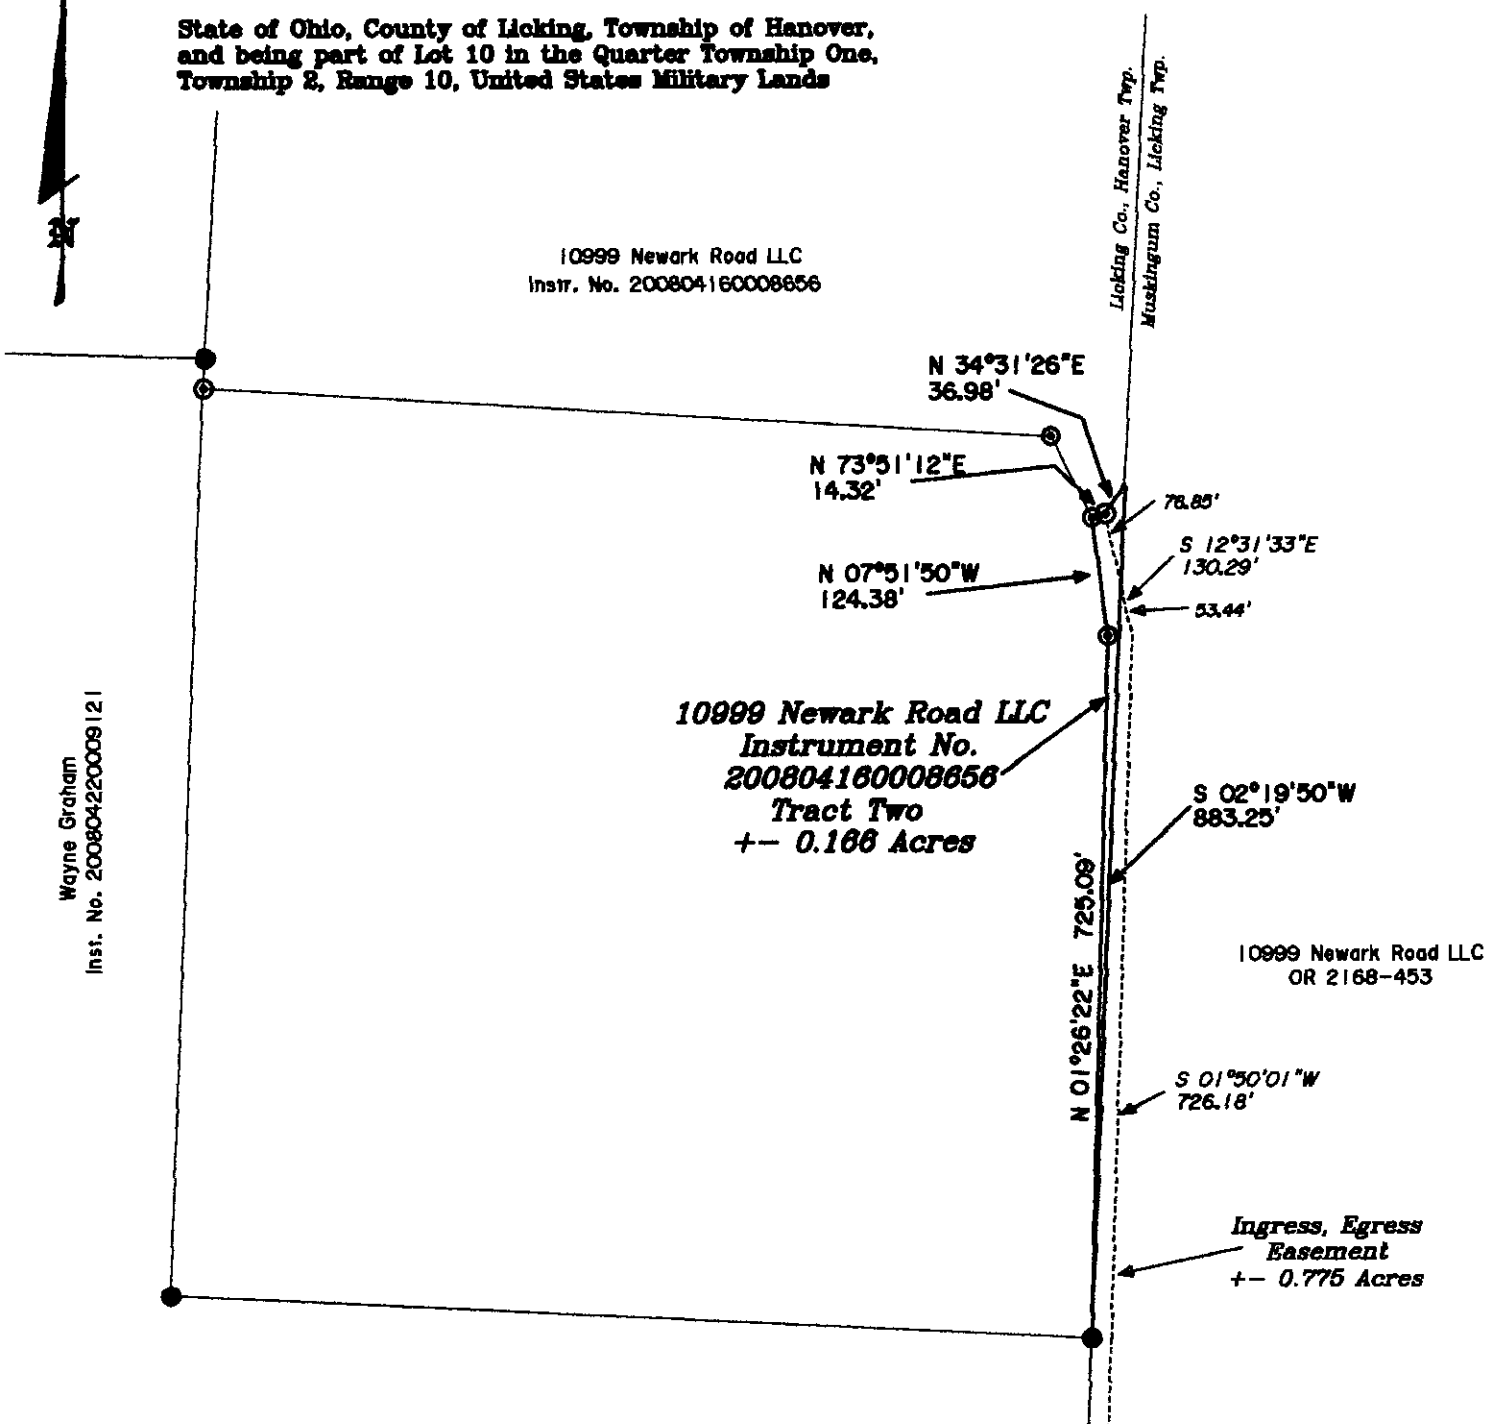 State of Ohio, County of Licking, Township of Hanover,
and being part of Lot 10 in the Quarter Township One,
Township 2, Range 10, United States Military Lands
N
Licking Co., Hanover Twp.
Muskingum Co., Licking Twp.
10999 Newark Road LLC
Instr. No. 200804160008656
N 34°31'26"E
36.98'
N 73°51'12"E
14.32'
76.85'
S 12°31'33"E
130.29'
N 07°51'50"W
124.38'
53.44'
10999 Newark Road LLC
Instrument No.
200804160008656
Tract Two
+- 0.166 Acres
Wayne Graham
Inst. No. 200804220009121
S 02°19'50"W
883.25'
N 01°26'22"E 725.09'
10999 Newark Road LLC
OR 2168-453
S 01°50'01"W
726.18'
Ingress, Egress
Easement
+- 0.775 Acres